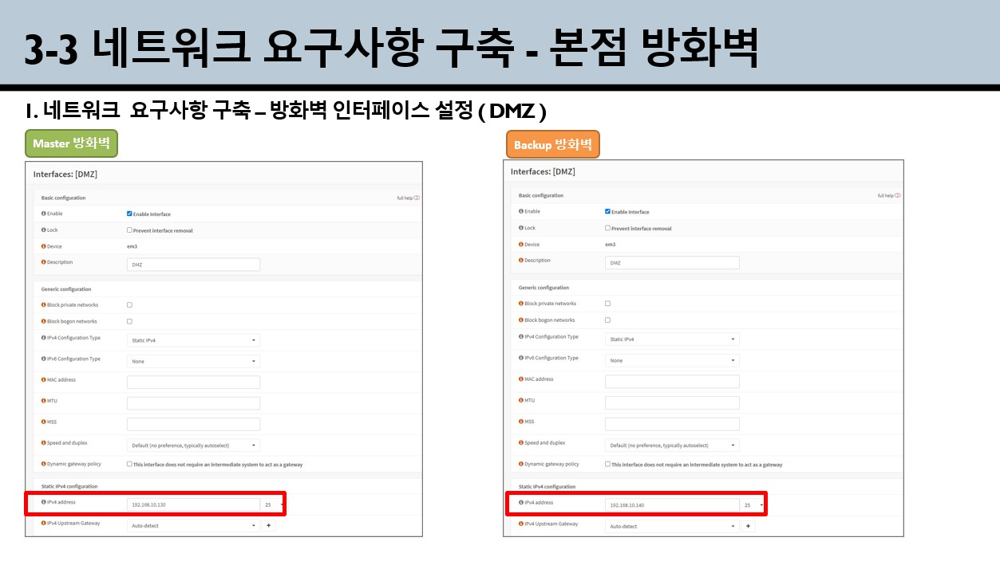 3-3 네트워크 요구사항 구축 - 본점 방화벽
1. 네트워크 요구사항 구축 – 방화벽 인터페이스 설정 ( DMZ )
Master 방화벽
Interfaces: [DMZ]
Basic configuration
full help
Enable
Enable Interface
Lock
Prevent interface removal
Device
em3
Description
DMZ
Generic configuration
Block private networks
Block bogon networks
IPv4 Configuration Type
Static IPv4
IPv6 Configuration Type
None
MAC address
MTU
MSS
Speed and duplex
Default (no preference, typically autoselect)
Dynamic gateway policy
This interface does not require an intermediate system to act as a gateway
Static IPv4 configuration
IPv4 address
192.168.10.130
25
IPv4 Upstream Gateway
Auto-detect
Backup 방화벽
Interfaces: [DMZ]
Basic configuration
full help
Enable
Enable Interface
Lock
Prevent interface removal
Device
em3
Description
DMZ
Generic configuration
Block private networks
Block bogon networks
IPv4 Configuration Type
Static IPv4
IPv6 Configuration Type
None
MAC address
MTU
MSS
Speed and duplex
Default (no preference, typically autoselect)
Dynamic gateway policy
This interface does not require an intermediate system to act as a gateway
Static IPv4 configuration
IPv4 address
192.168.10.140
25
IPv4 Upstream Gateway
Auto-detect